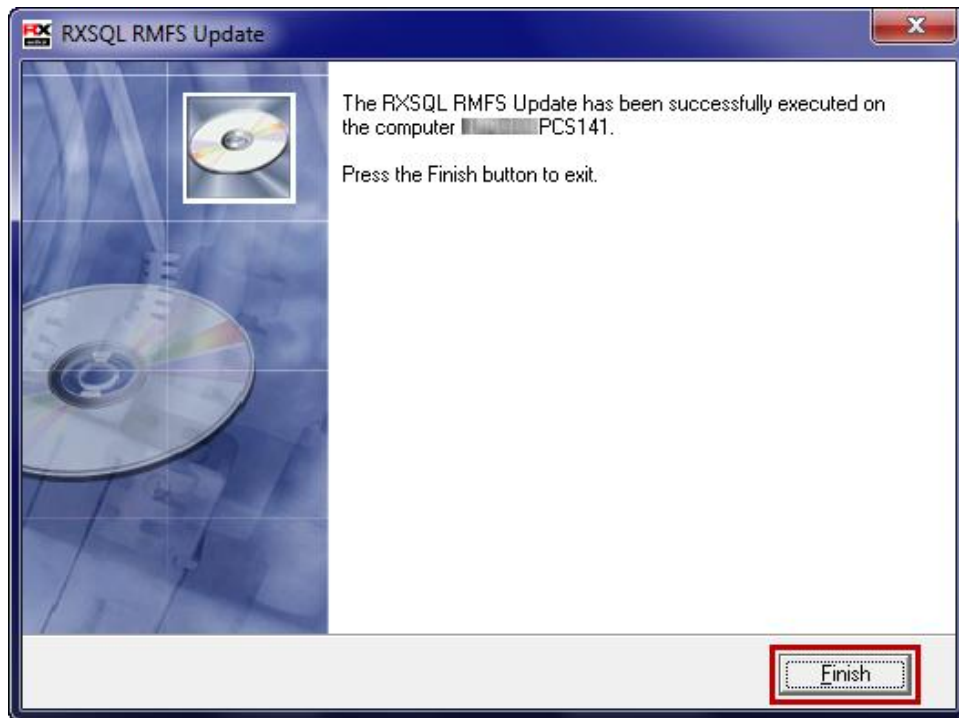 RX
RXSQL RMFS Update
The RXSQL RMFS Update has been successfully executed on
the computer PCS141.
Press the Finish button to exit.
Finish